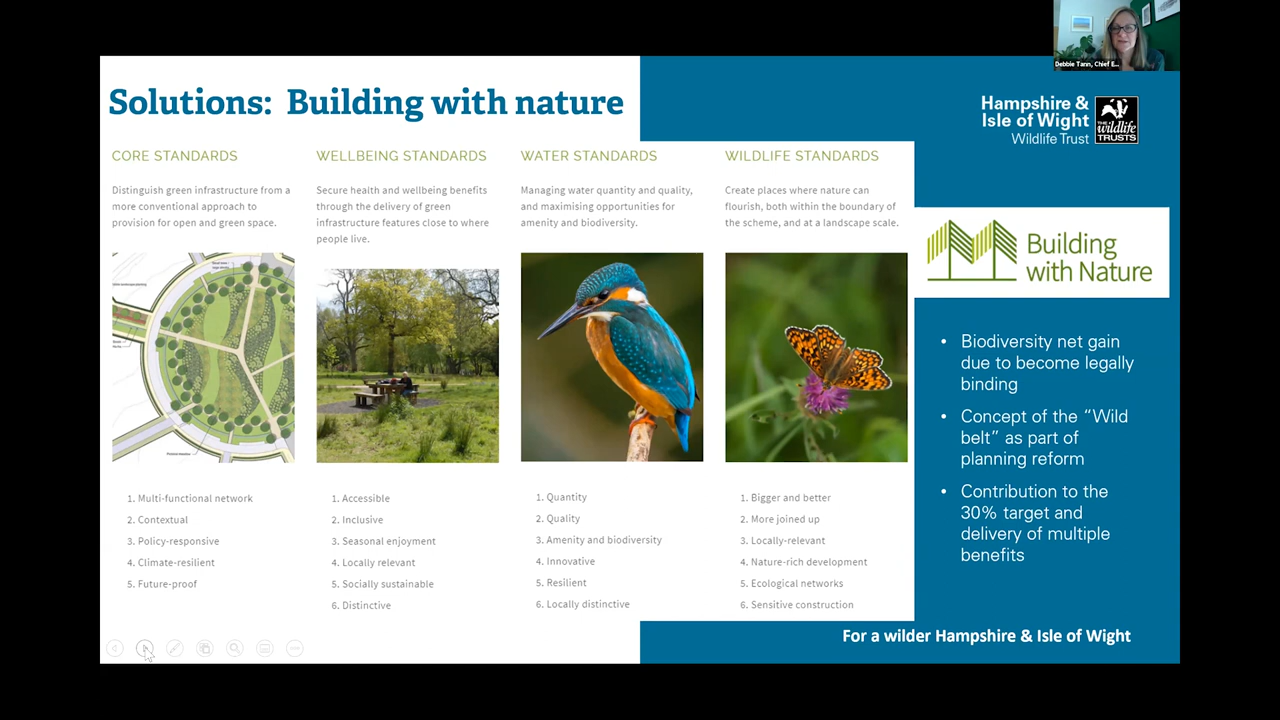 Debbie Tann, Chief E...
Solutions: Building with nature
Hampshire &
Isle of Wight
Wildlife Trust
THE
wildlife
TRUSTS
CORE STANDARDS
Distinguish green infrastructure from a
more conventional approach to
provision for open and green space.
1. Multi-functional network
2. Contextual
3. Policy-responsive
4. Climate-resilient
5. Future-proof
WELLBEING STANDARDS
Secure health and wellbeing benefits
through the delivery of green
infrastructure features close to where
people live.
1. Accessible
2. Inclusive
3. Seasonal enjoyment
4. Locally relevant
5. Socially sustainable
6. Distinctive
WATER STANDARDS
Managing water quantity and quality,
and maximising opportunities for
amenity and biodiversity.
1. Quantity
2. Quality
3. Amenity and biodiversity
4. Innovative
5. Resilient
6. Locally distinctive
WILDLIFE STANDARDS
Create places where nature can
flourish, both within the boundary of
the scheme, and at a landscape scale.
1. Bigger and better
2. More joined up
3. Locally-relevant
4. Nature-rich development
5. Ecological networks
6. Sensitive construction
Building
with Nature
• Biodiversity net gain
due to become legally
binding
• Concept of the “Wild
belt” as part of
planning reform
• Contribution to the
30% target and
delivery of multiple
benefits
For a wilder Hampshire & Isle of Wight